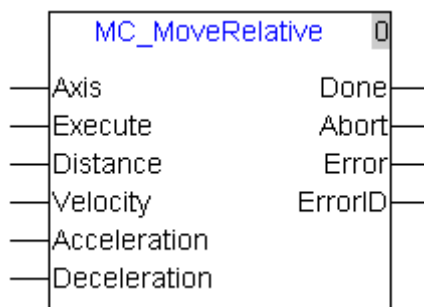 MC_MoveRelative 0
Axis Done
Execute Abort
Distance Error
Velocity ErrorID
Acceleration
Deceleration